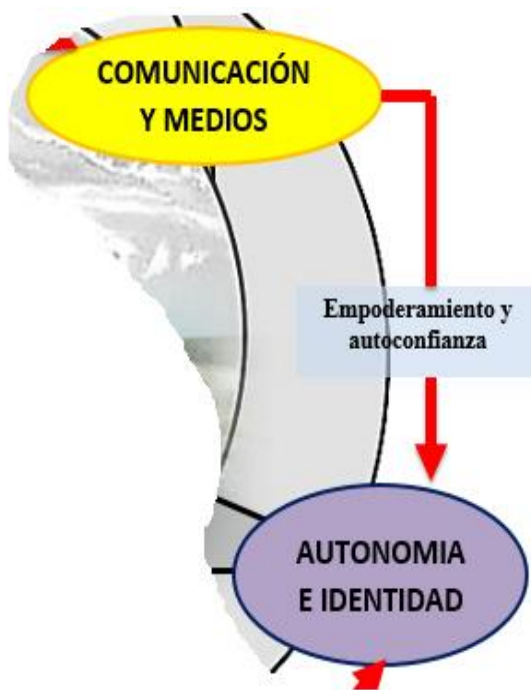 COMUNICACIÓN
Y MEDIOS
Empoderamiento y
autoconfianza
AUTONOMIA
E IDENTIDAD